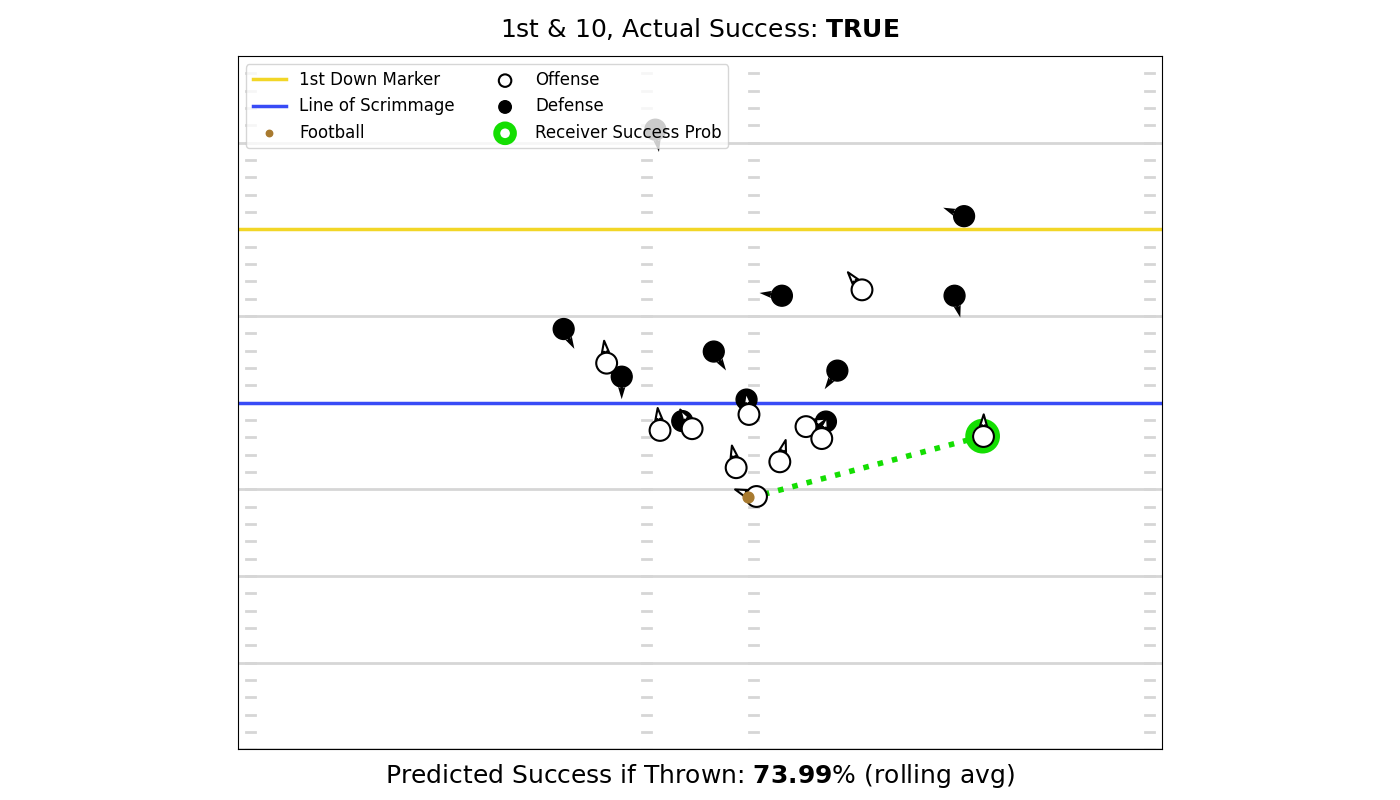 1st & 10, Actual Success: TRUE
1st Down Marker
Line of Scrimmage
Football
Offense
Defense
Receiver Success Prob
Predicted Success if Thrown: 73.99% (rolling avg)